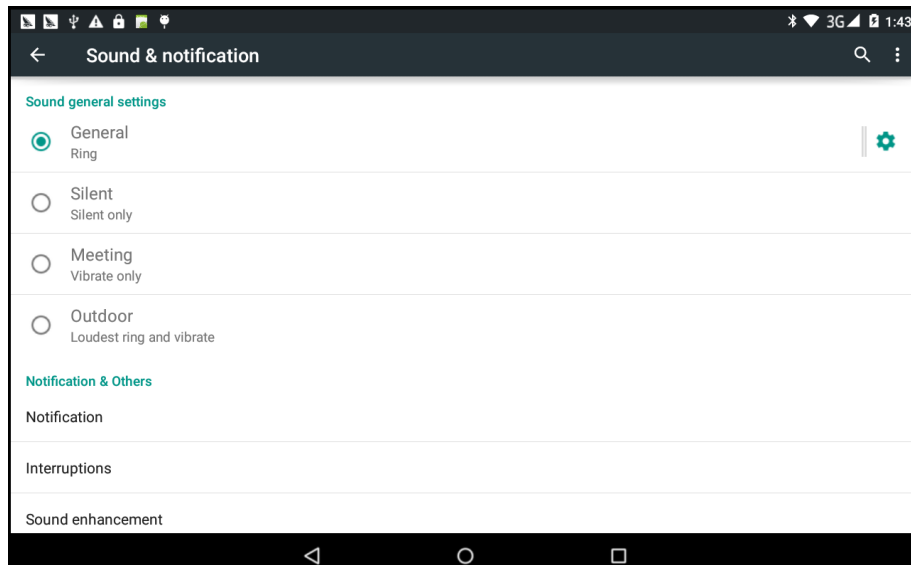 3G 1:43
Sound & notification
Sound general settings
General
Ring
Silent
Silent only
Meeting
Vibrate only
Outdoor
Loudest ring and vibrate
Notification & Others
Notification
Interruptions
Sound enhancement